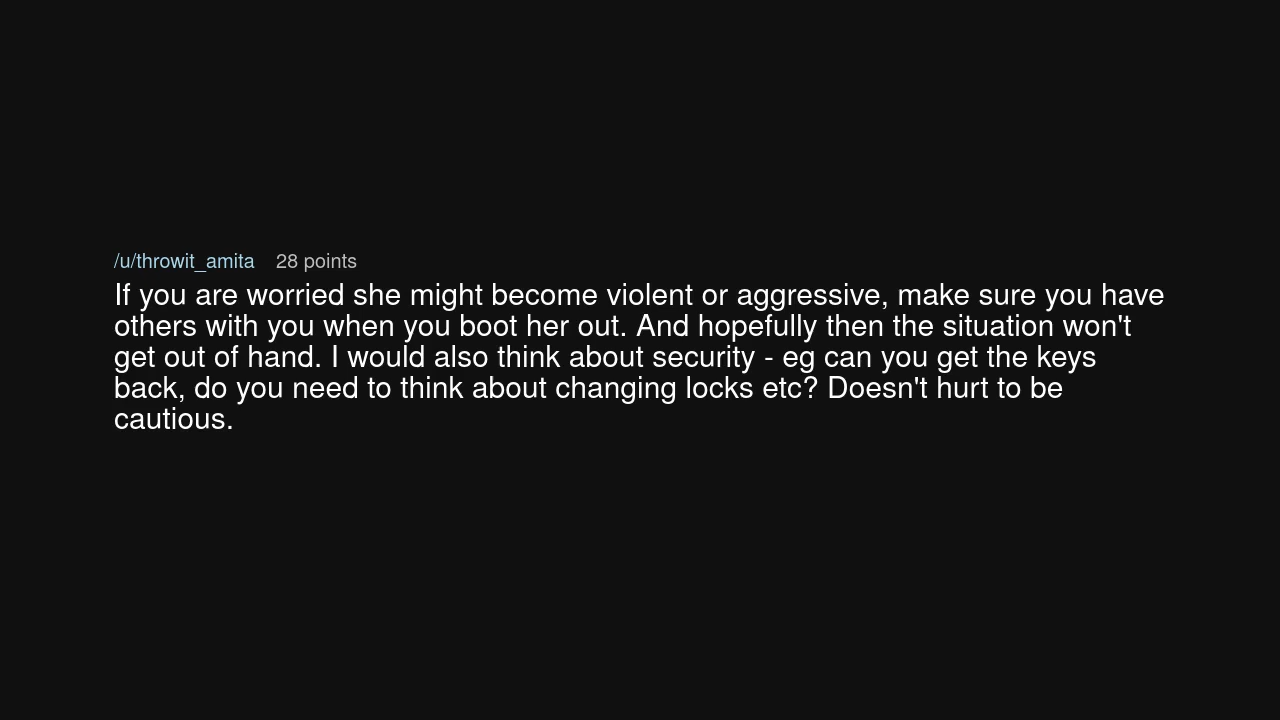 /u/throwit_amita 28 points
If you are worried she might become violent or aggressive, make sure you have
others with you when you boot her out. And hopefully then the situation won't
get out of hand. I would also think about security - eg can you get the keys
back, do you need to think about changing locks etc? Doesn't hurt to be
cautious.